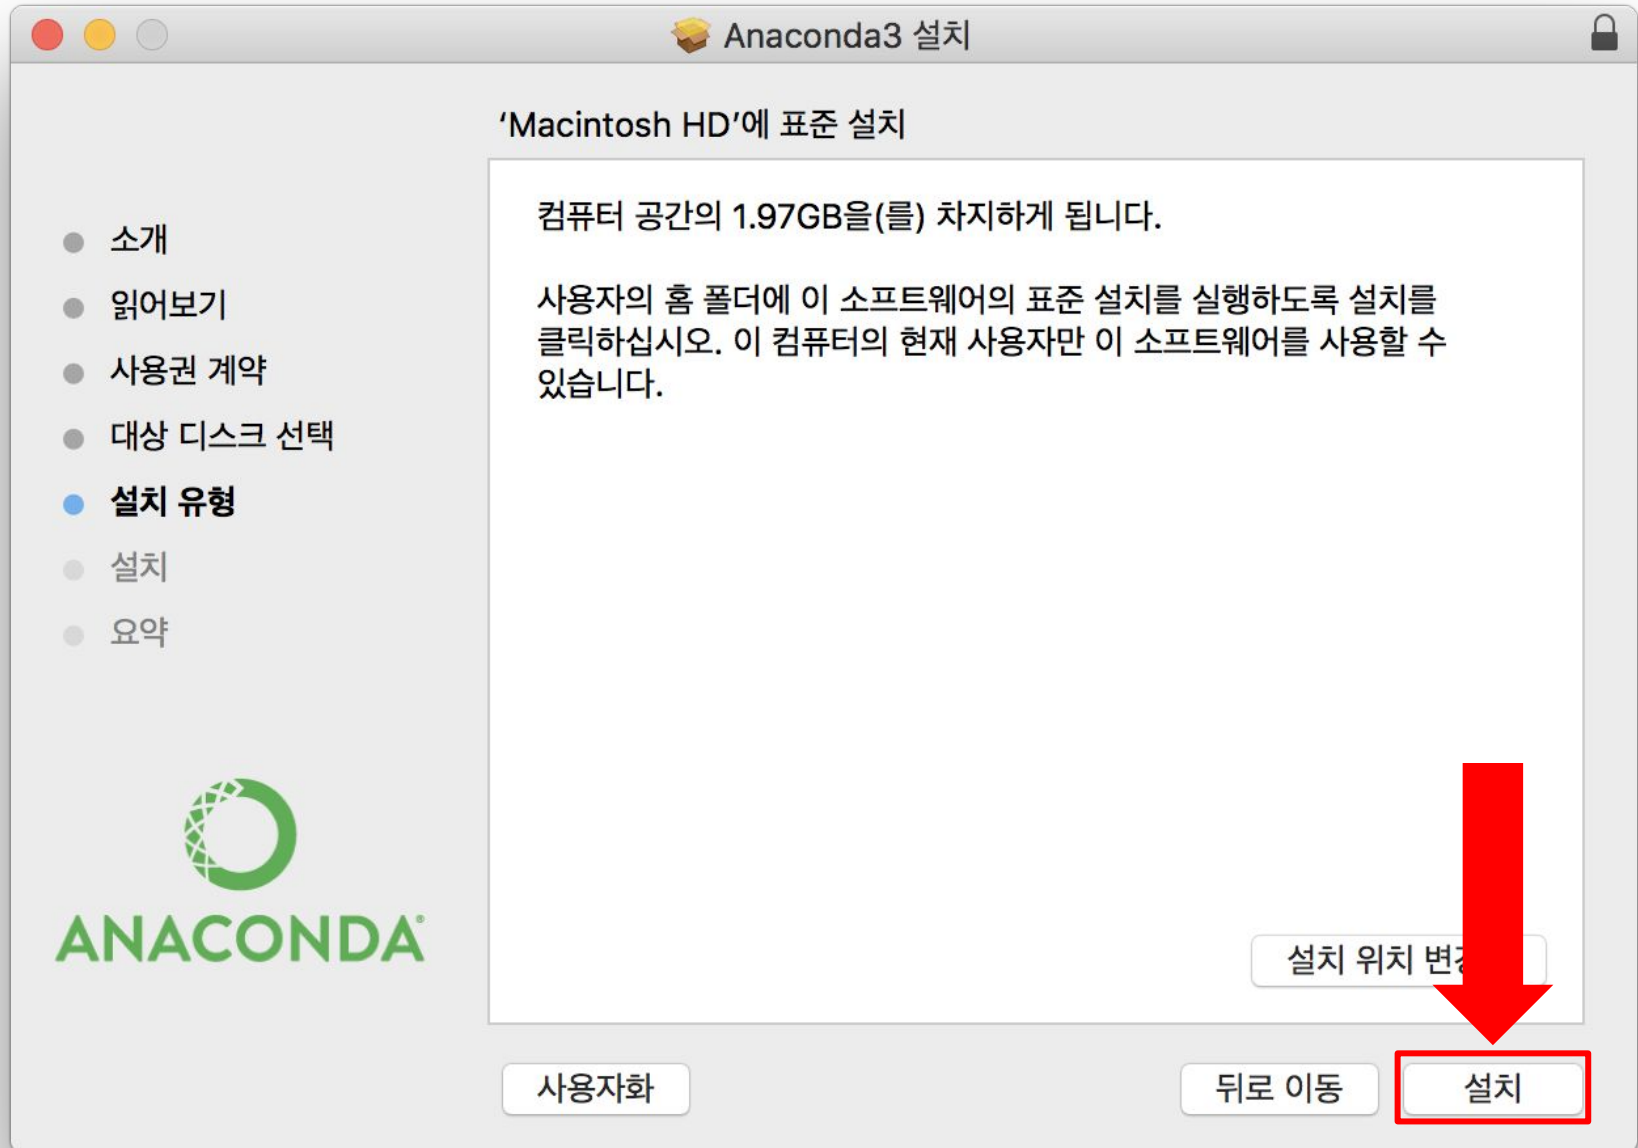 Anaconda3 설치
'Macintosh HD'에 표준 설치
소개
읽어보기
사용권 계약
대상 디스크 선택
설치 유형
설치
요약
컴퓨터 공간의 1.97GB을(를) 차지하게 됩니다.
사용자의 홈 폴더에 이 소프트웨어의 표준 설치를 실행하도록 설치를
클릭하십시오. 이 컴퓨터의 현재 사용자만 이 소프트웨어를 사용할 수
있습니다.
ANACONDA®
설치 위치
사용자화
뒤로 이동
설치